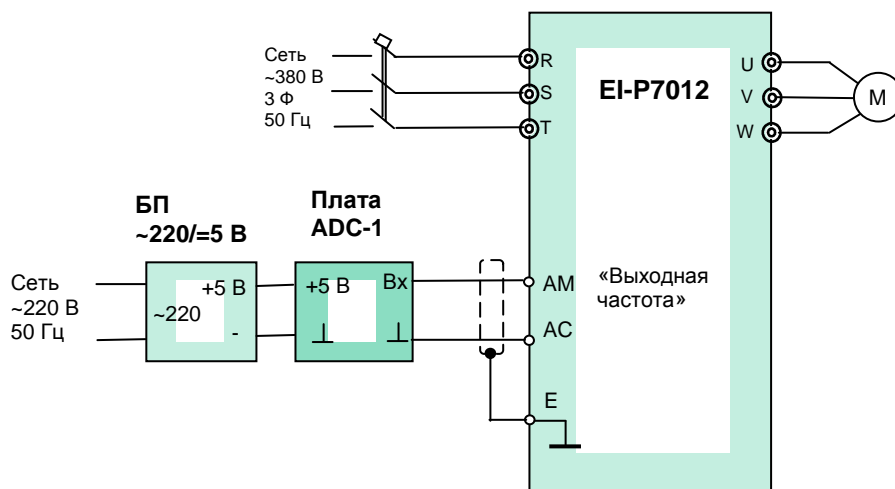 Сеть
~380 В
3 Ф
50 Гц
R
S
T
EI-P7012
U
V
W
М
БП
~220/=5 В
Плата
ADC-1
Сеть
~220 В
50 Гц
+5 В
~220
-
+5 В
Вх
⊥
⊥
AM
AC
E
«Выходная
частота»